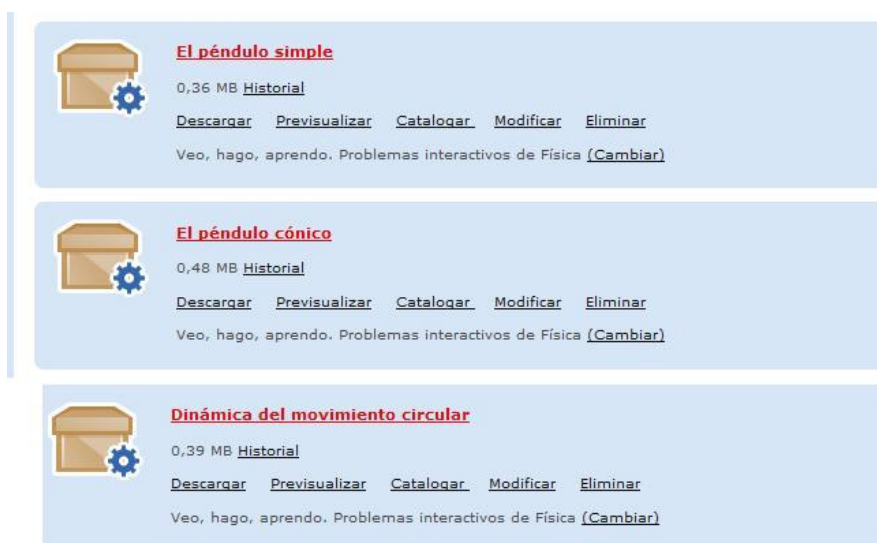 El péndulo simple
0,36 MB Historial
Descargar Previsualizar Catalogar Modificar Eliminar
Veo, hago, aprendo. Problemas interactivos de Física (Cambiar)
El péndulo cónico
0,48 MB Historial
Descargar Previsualizar Catalogar Modificar Eliminar
Veo, hago, aprendo. Problemas interactivos de Física (Cambiar)
Dinámica del movimiento circular
0,39 MB Historial
Descargar Previsualizar Catalogar Modificar Eliminar
Veo, hago, aprendo. Problemas interactivos de Física (Cambiar)